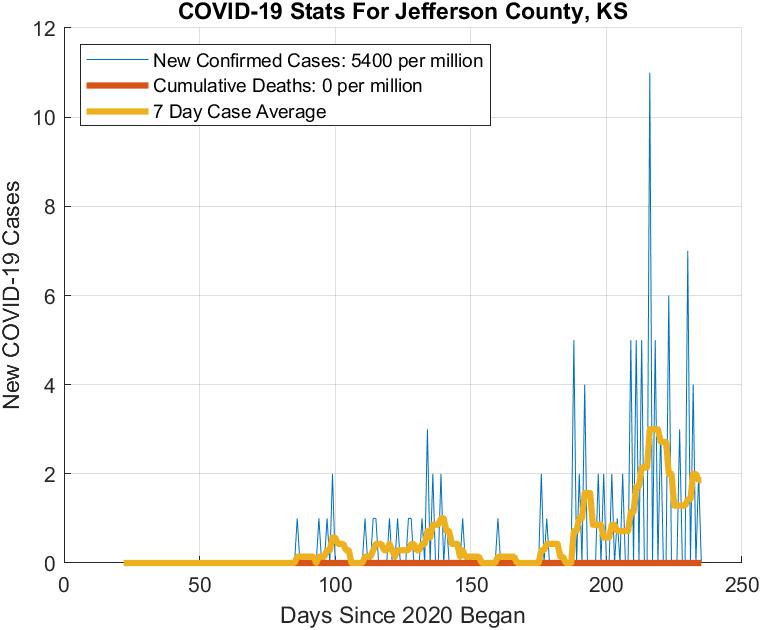 COVID-19 Stats For Jefferson County, KS
New Confirmed Cases: 5400 per million
Cumulative Deaths: 0 per million
7 Day Case Average
New COVID-19 Cases
12
10
8
6
4
2
0
0 50 100 150 200 250
Days Since 2020 Began